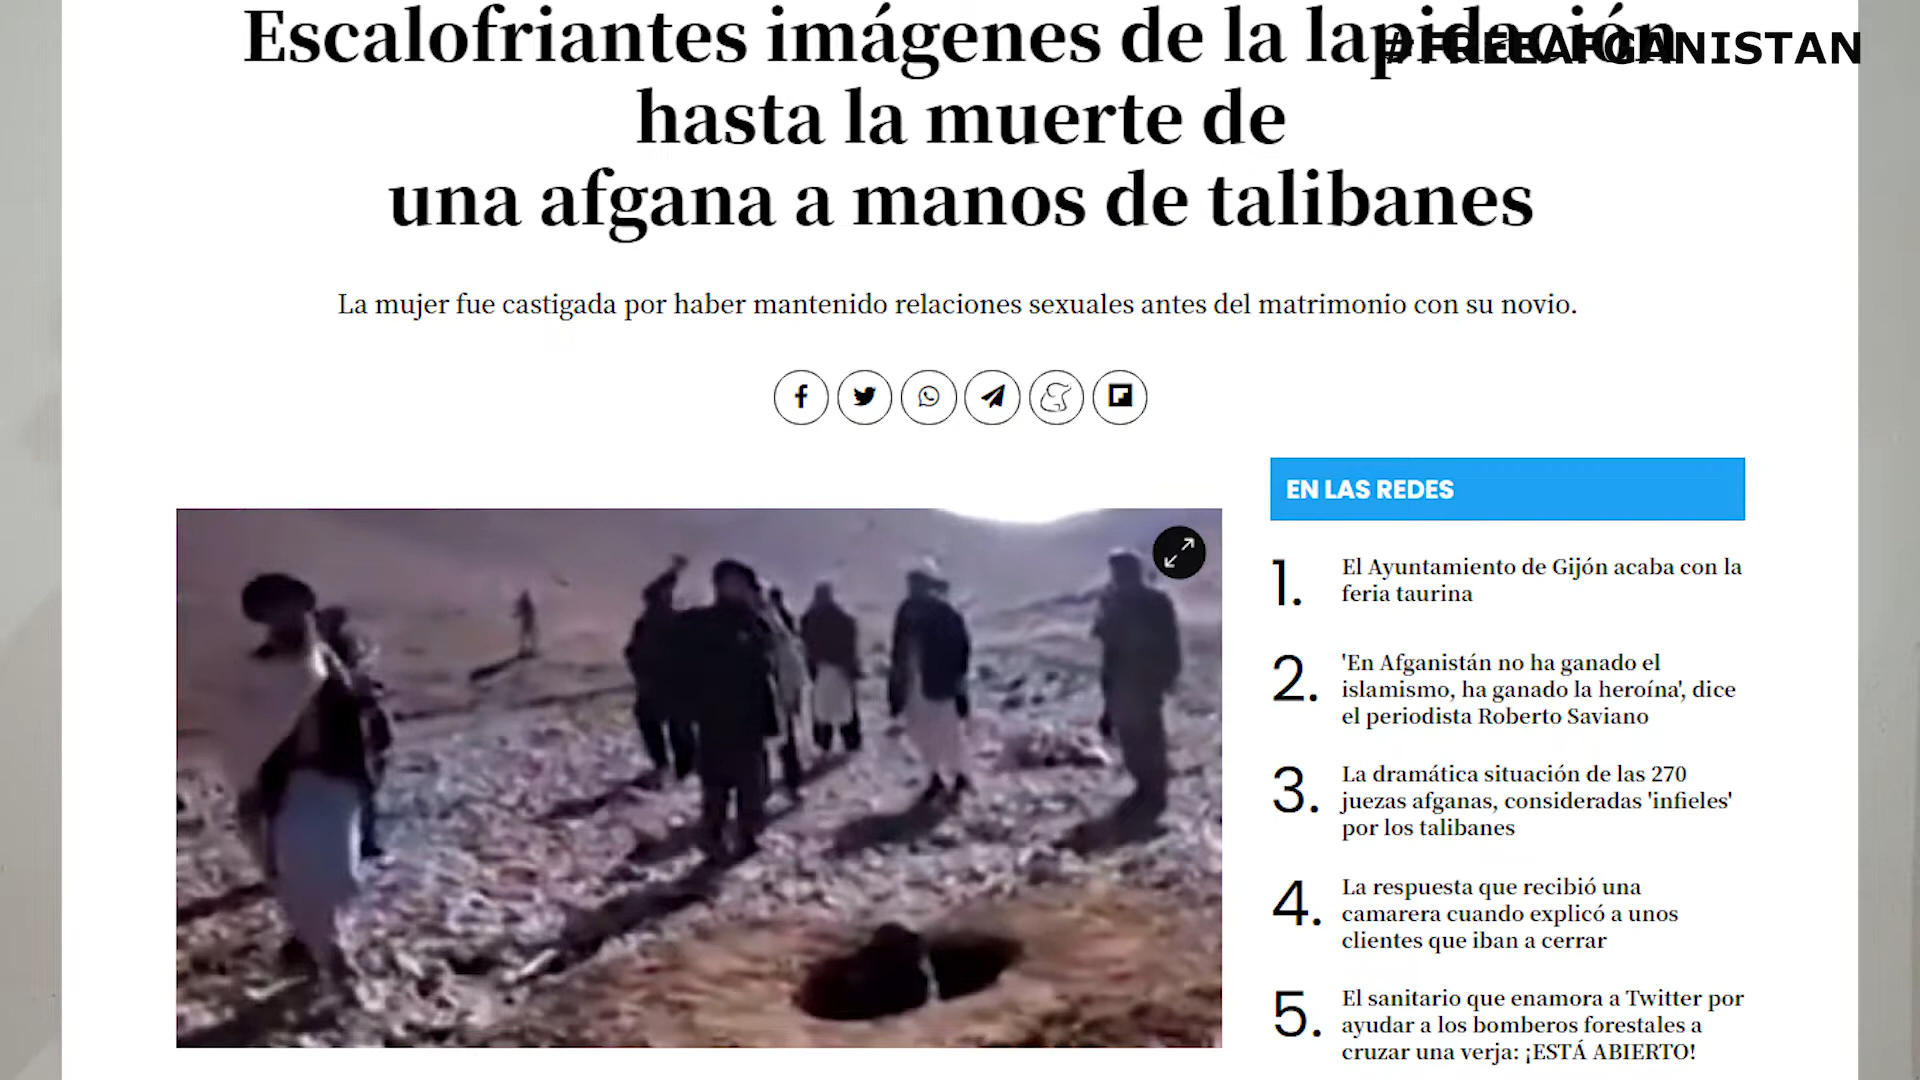 Escalofriantes imágenes de la lapidación
#FREEAFGANISTAN
hasta la muerte de
una afgana a manos de talibanes
La mujer fue castigada por haber mantenido relaciones sexuales antes del matrimonio con su novio.
EN LAS REDES
1. El Ayuntamiento de Gijón acaba con la
feria taurina
2. 'En Afganistán no ha ganado el
islamismo, ha ganado la heroína', dice
el periodista Roberto Saviano
3. La dramática situación de las 270
juezas afganas, consideradas 'infieles'
por los talibanes
4. La respuesta que recibió una
camarera cuando explicó a unos
clientes que iban a cerrar
5. El sanitario que enamora a Twitter por
ayudar a los bomberos forestales a
cruzar una verja: ¡ESTÁ ABIERTO!